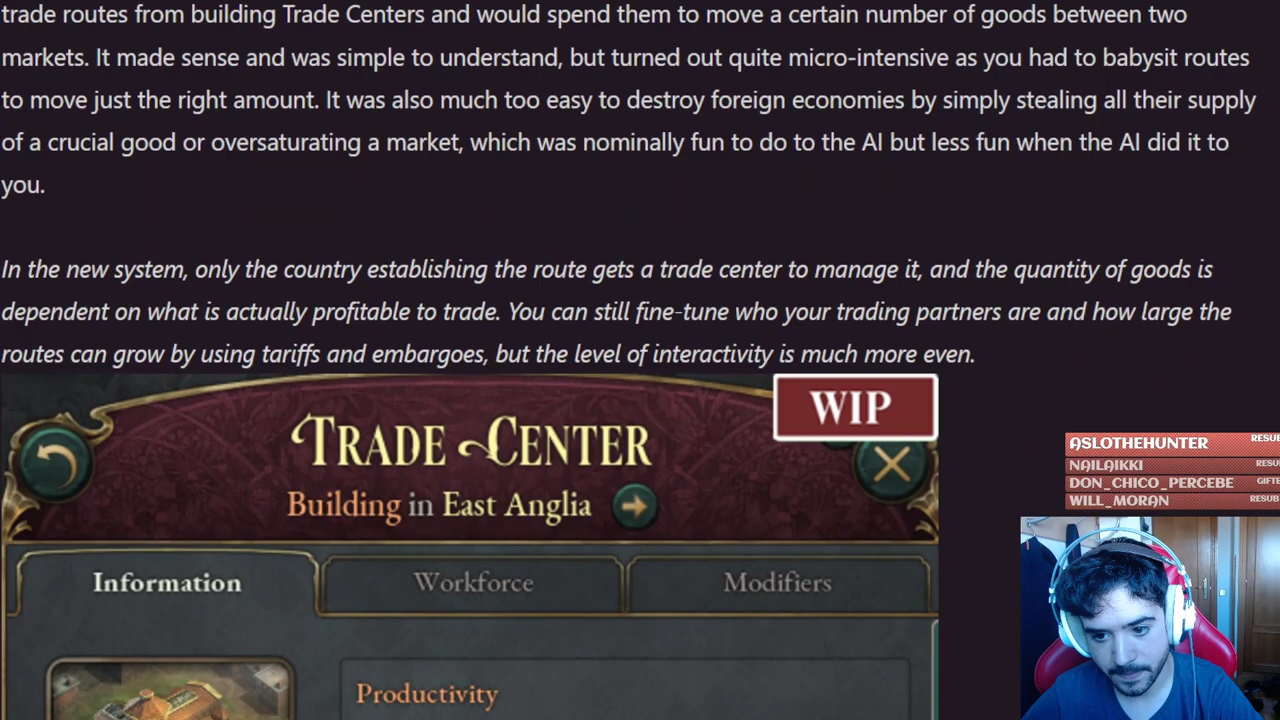 trade routes from building Trade Centers and would spend them to move a certain number of goods between two
markets. It made sense and was simple to understand, but turned out quite micro-intensive as you had to babysit routes
to move just the right amount. It was also much too easy to destroy foreign economies by simply stealing all their supply
of a crucial good or oversaturating a market, which was nominally fun to do to the AI but less fun when the AI did it to
you.
In the new system, only the country establishing the route gets a trade center to manage it, and the quantity of goods is
dependent on what is actually profitable to trade. You can still fine-tune who your trading partners are and how large the
routes can grow by using tariffs and embargoes, but the level of interactivity is much more even.
WIP
TRADE CENTER
Building in East Anglia
Information Workforce Modifiers
Productivity
ASLOTHEHUNTER RESUB
NAILAIKKI RESU
DON_CHICO_PERCEBE GIFTE
WILL_MORAN RESUB